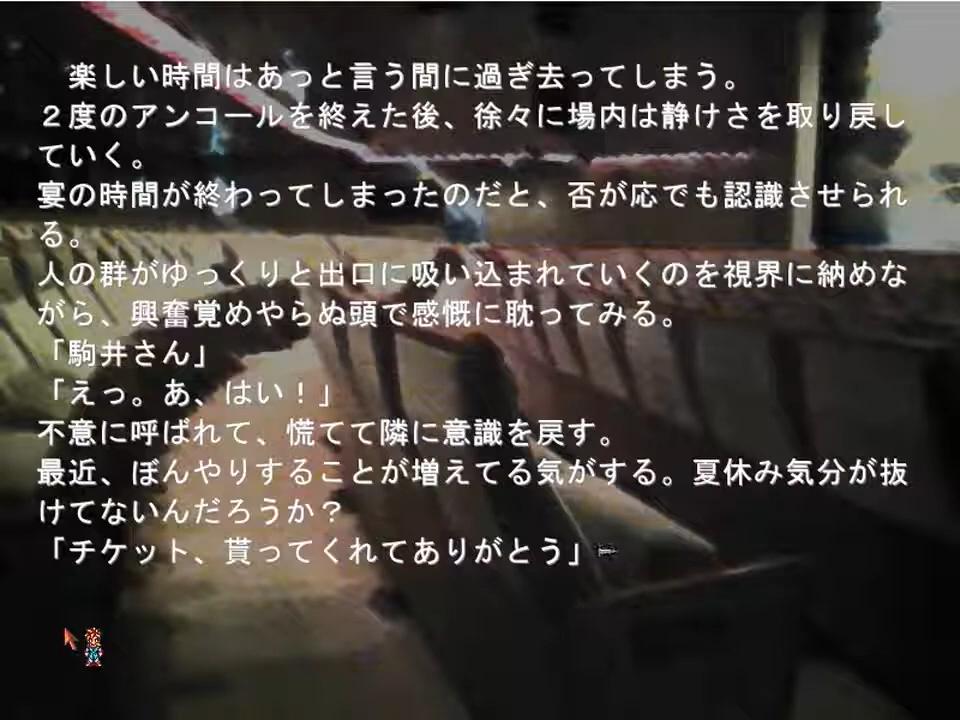 楽しい時間はあっと言う間に過ぎ去ってしまう。
２度のアンコールを終えた後、徐々に場内は静けさを取り戻し
ていく。
宴の時間が終わってしまったのだと、否が応でも認識させられ
る。
人の群がゆっくりと出口に吸い込まれていくのを視界に納めな
がら、興奮覚めやらぬ頭で感慨に耽ってみる。
「駒井さん」
「えっ。あ、はい！」
不意に呼ばれて、慌てて隣に意識を戻す。
最近、ぼんやりすることが増えてる気がする。夏休み気分が抜
けてないんだろうか？
「チケット、貰ってくれてありがとう」